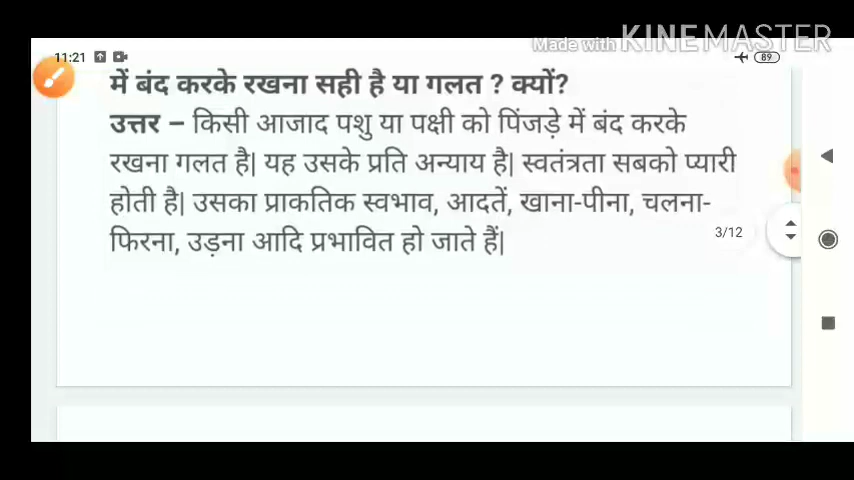 Made with KINEMASTER
11:21
89
में बंद करके रखना सही है या गलत ? क्यों?
उत्तर – किसी आजाद पशु या पक्षी को पिंजड़े में बंद करके
रखना गलत है| यह उसके प्रति अन्याय है| स्वतंत्रता सबको प्यारी
होती है| उसका प्राकतिक स्वभाव, आदतें, खाना-पीना, चलना-
फिरना, उड़ना आदि प्रभावित हो जाते हैं|
3/12